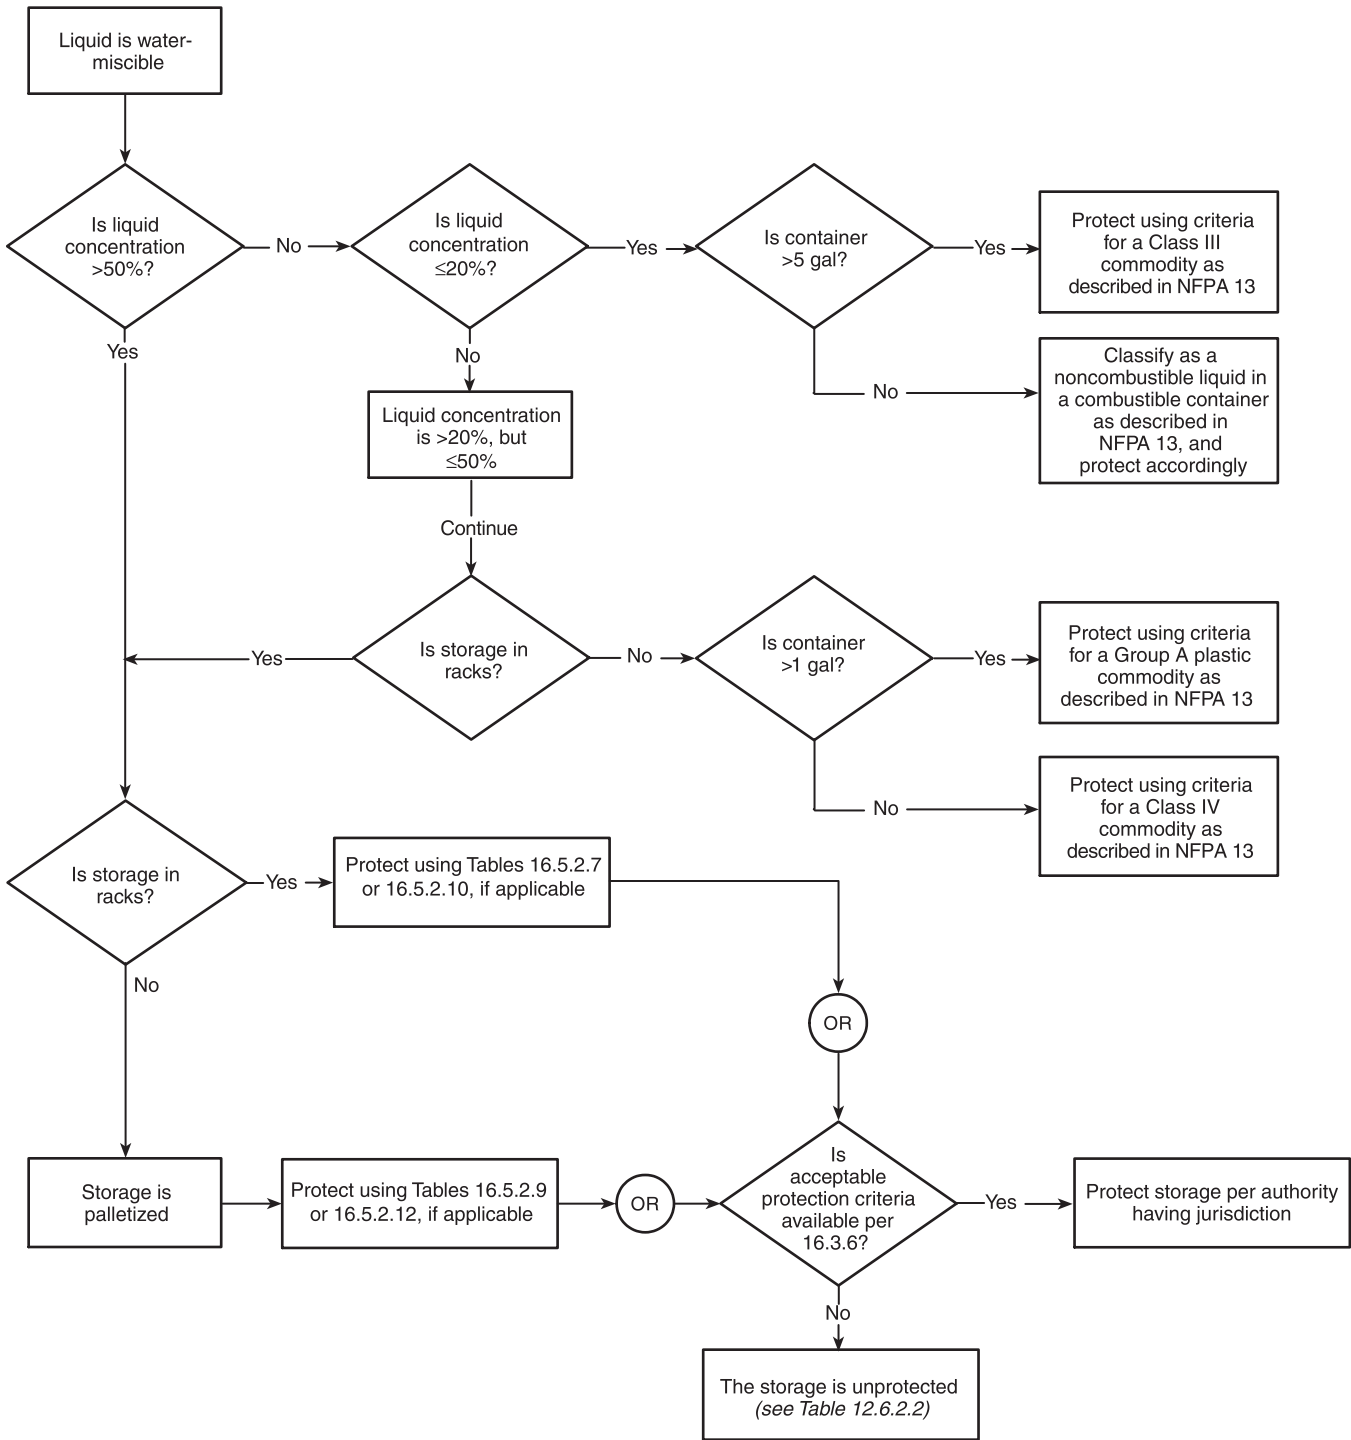 Liquid is water-
miscible
Is liquid
concentration
>50%?
No
Is liquid
concentration
≤20%?
Yes
Is container
>5 gal?
Yes
Protect using criteria
for a Class III
commodity as
described in NFPA 13
No
Classify as a
noncombustible liquid in
a combustible container
as described in
NFPA 13, and
protect accordingly
Yes
No
Liquid concentration
is >20%, but
≤50%
Continue
Is storage in
racks?
Yes
No
Is container
>1 gal?
Yes
Protect using criteria
for a Group A plastic
commodity as
described in NFPA 13
No
Protect using criteria
for a Class IV
commodity as
described in NFPA 13
Is storage in
racks?
Yes
Protect using Tables 16.5.2.7
or 16.5.2.10, if applicable
No
OR
Storage is
palletized
Protect using Tables 16.5.2.9
or 16.5.2.12, if applicable
OR
Is
acceptable
protection criteria
available per
16.3.6?
Yes
Protect storage per authority
having jurisdiction
No
The storage is unprotected
(see Table 12.6.2.2)